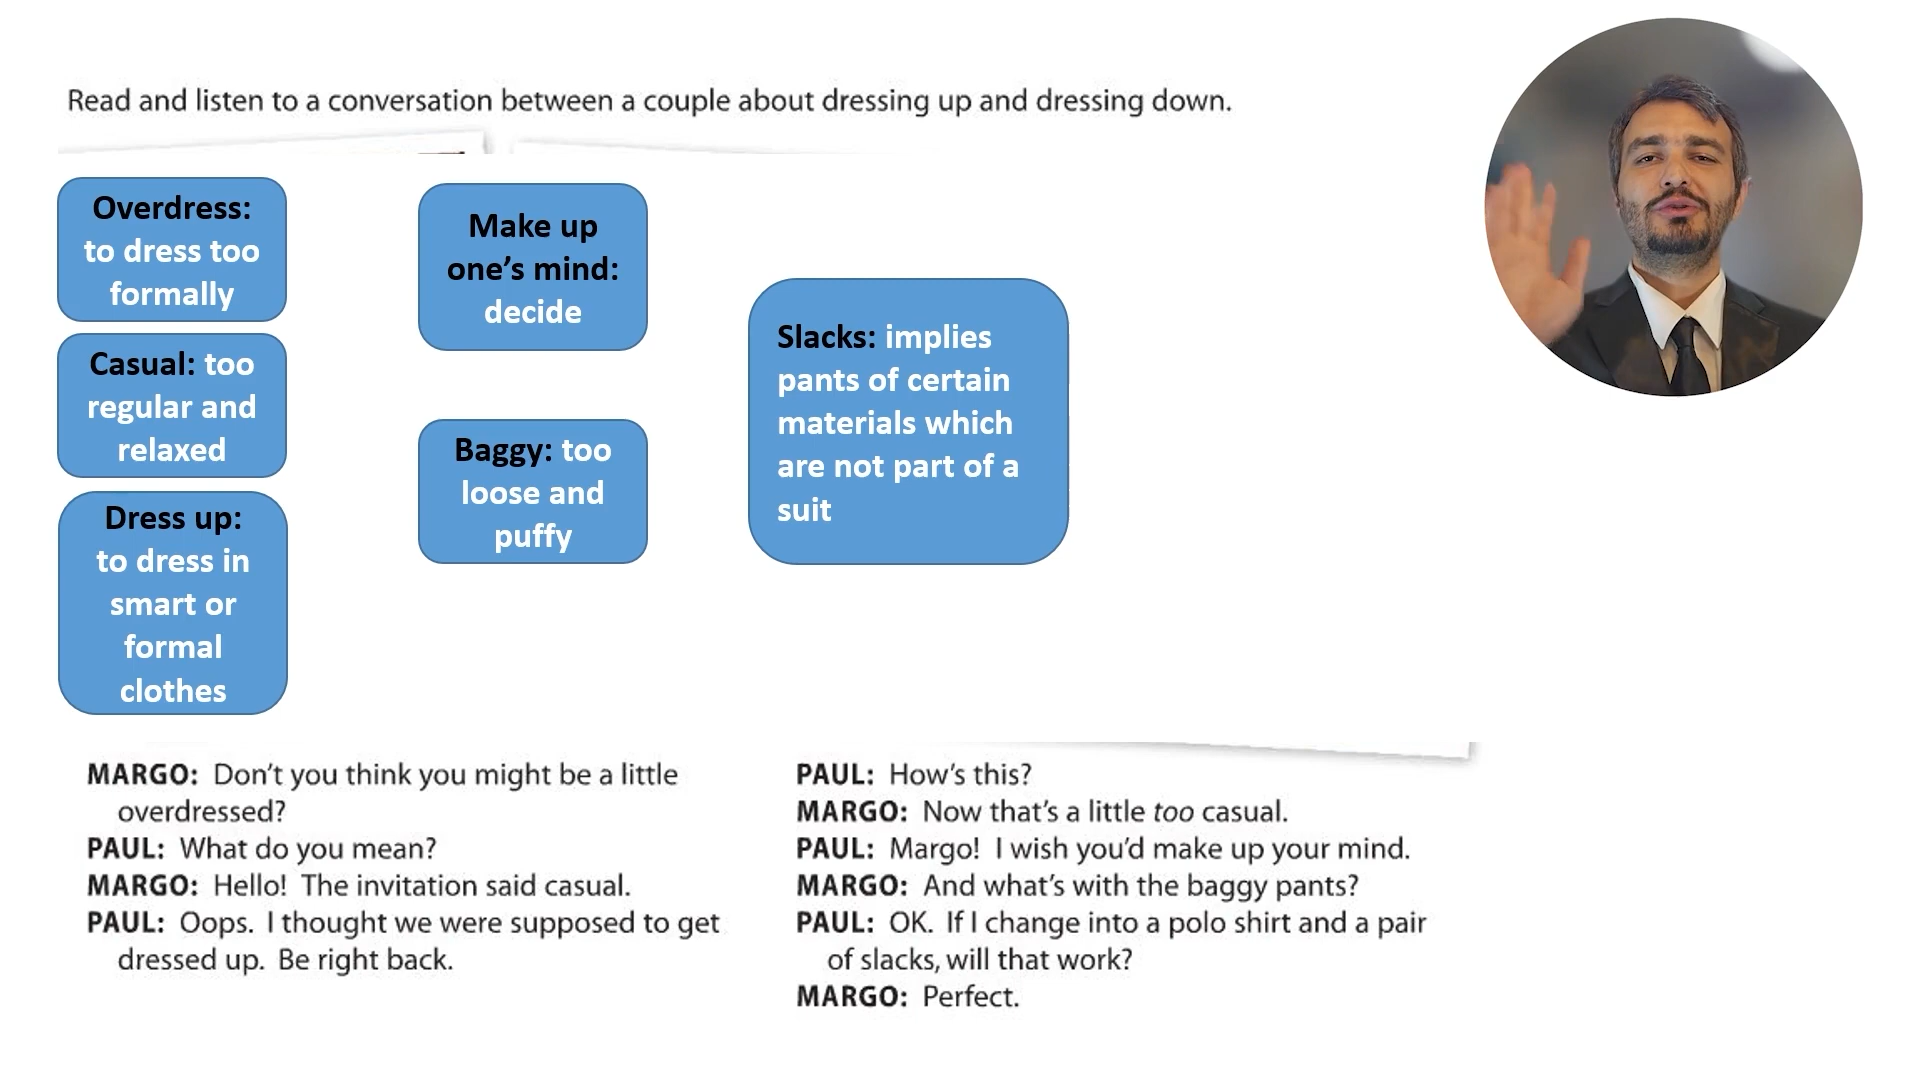 Read and listen to a conversation between a couple about dressing up and dressing down.
Overdress:
to dress too
formally
Casual: too
regular and
relaxed
Dress up:
to dress in
smart or
formal
clothes
Make up
one’s mind:
decide
Baggy: too
loose and
puffy
Slacks: implies
pants of certain
materials which
are not part of a
suit
MARGO: Don’t you think you might be a little
overdressed?
PAUL: What do you mean?
MARGO: Hello! The invitation said casual.
PAUL: Oops. I thought we were supposed to get
dressed up. Be right back.
PAUL: How’s this?
MARGO: Now that’s a little too casual.
PAUL: Margo! I wish you’d make up your mind.
MARGO: And what’s with the baggy pants?
PAUL: OK. If I change into a polo shirt and a pair
of slacks, will that work?
MARGO: Perfect.